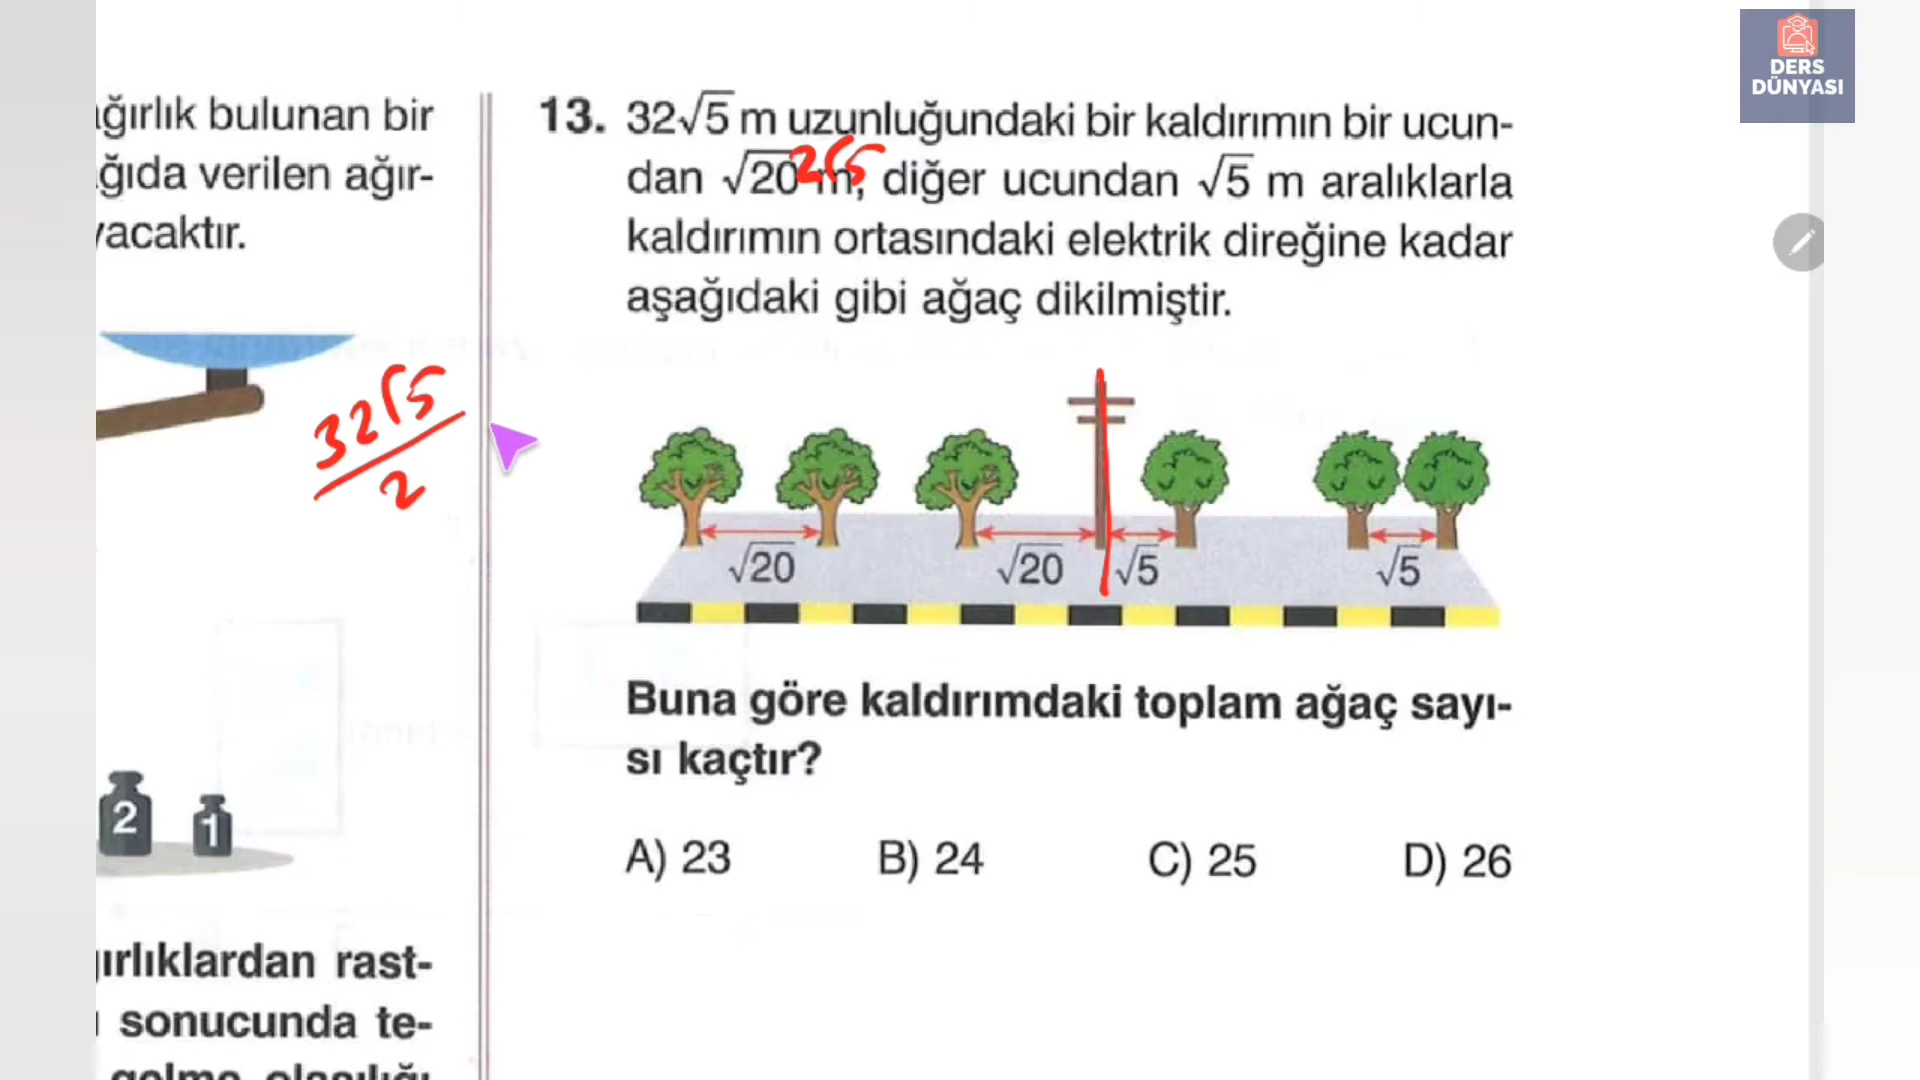 DERS
DÜNYASI
ğırlık bulunan bir
ğıda verilen ağır-
yacaktır.
32√5
2
2
1
ırlıklardan rast-
sonucunda te-
gelme olasılığı
13. 32√5 m uzunluğundaki bir kaldırımın bir ucun-
dan √20 m, diğer ucundan √5 m aralıklarla
2√5
kaldırımın ortasındaki elektrik direğine kadar
aşağıdaki gibi ağaç dikilmiştir.
√20 √20 √5 √5
Buna göre kaldırımdaki toplam ağaç sayı-
sı kaçtır?
A) 23 B) 24 C) 25 D) 26